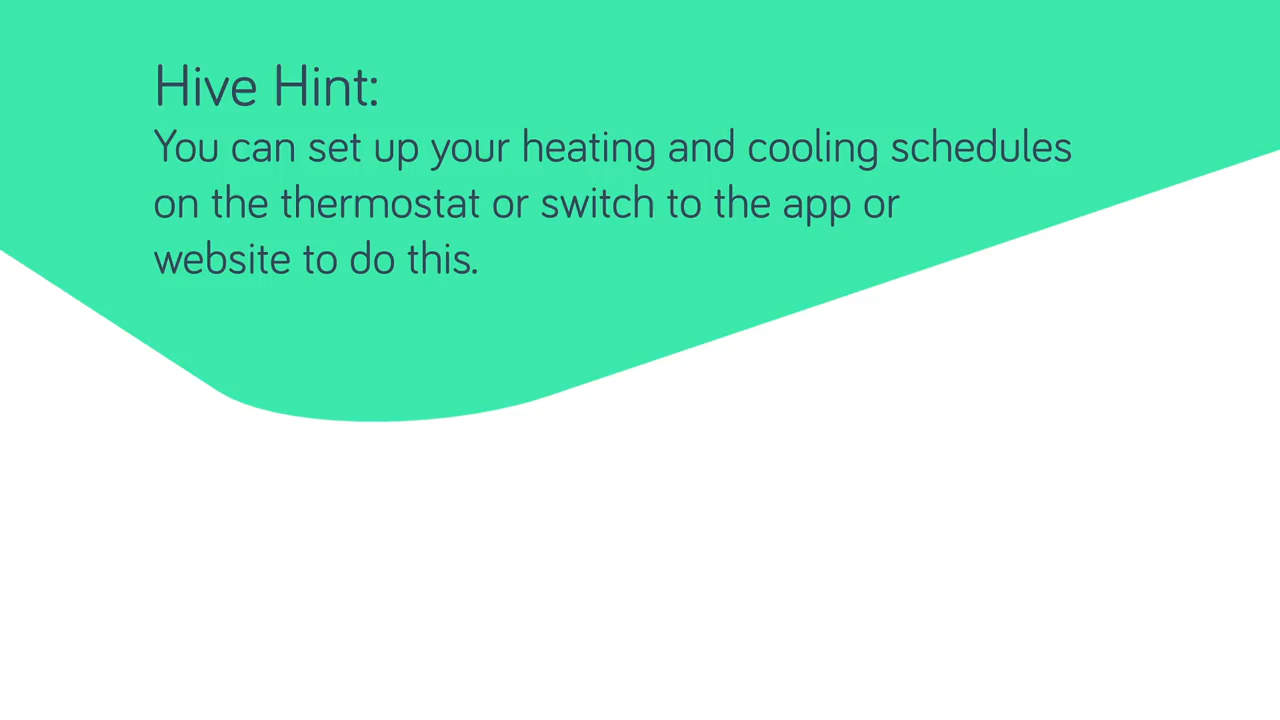 Hive Hint:
You can set up your heating and cooling schedules
on the thermostat or switch to the app or
website to do this.